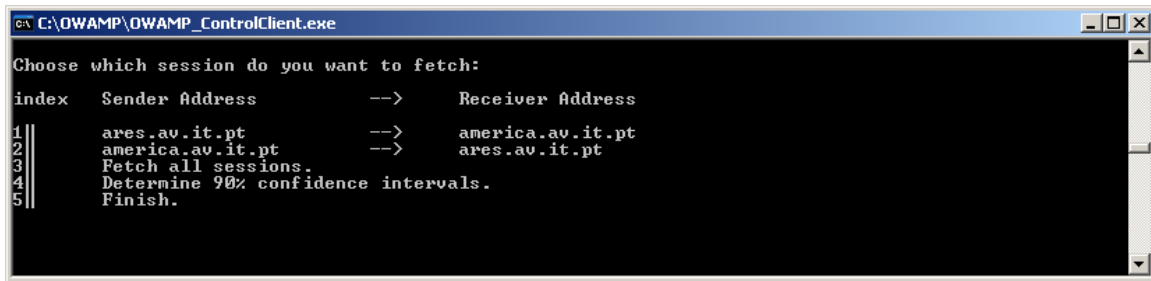 C:\OWAMP\OWAMP_ControlClient.exe
Choose which session do you want to fetch:
index Sender Address --> Receiver Address
1|| ares.av.it.pt --> america.av.it.pt
2|| america.av.it.pt --> ares.av.it.pt
3|| Fetch all sessions.
4|| Determine 90% confidence intervals.
5|| Finish.